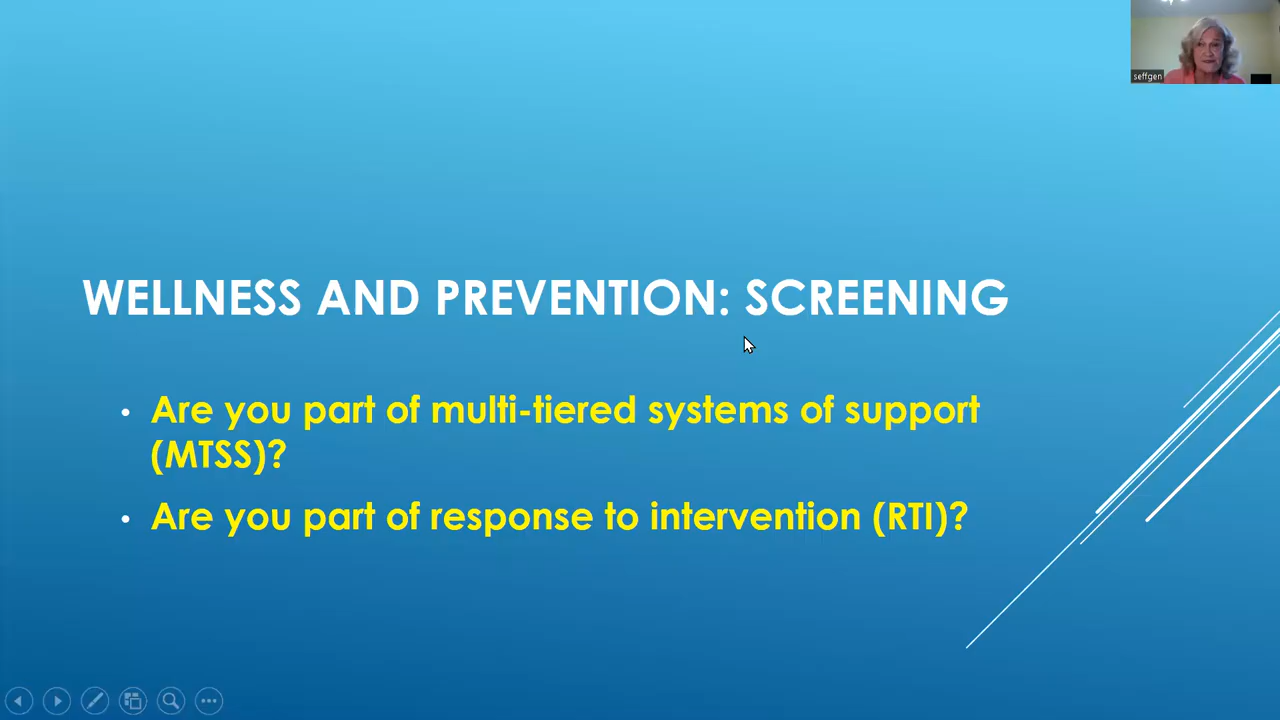 seffgen
WELLNESS AND PREVENTION: SCREENING
• Are you part of multi-tiered systems of support
(MTSS)?
• Are you part of response to intervention (RTI)?